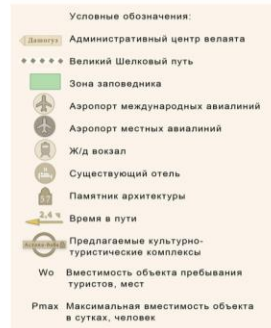 Условные обозначения:
Дашогуз Административный центр велаята
Великий Шелковый путь
Зона заповедника
Аэропорт международных авиалиний
Аэропорт местных авиалиний
Ж/д вокзал
Существующий отель
57 Памятник архитектуры
2,4 ч Время в пути
Предлагаемые культурно-
туристические комплексы
Wo Вместимость объекта пребывания
туристов, мест
Pmax Максимальная вместимость объекта
в сутках, человек